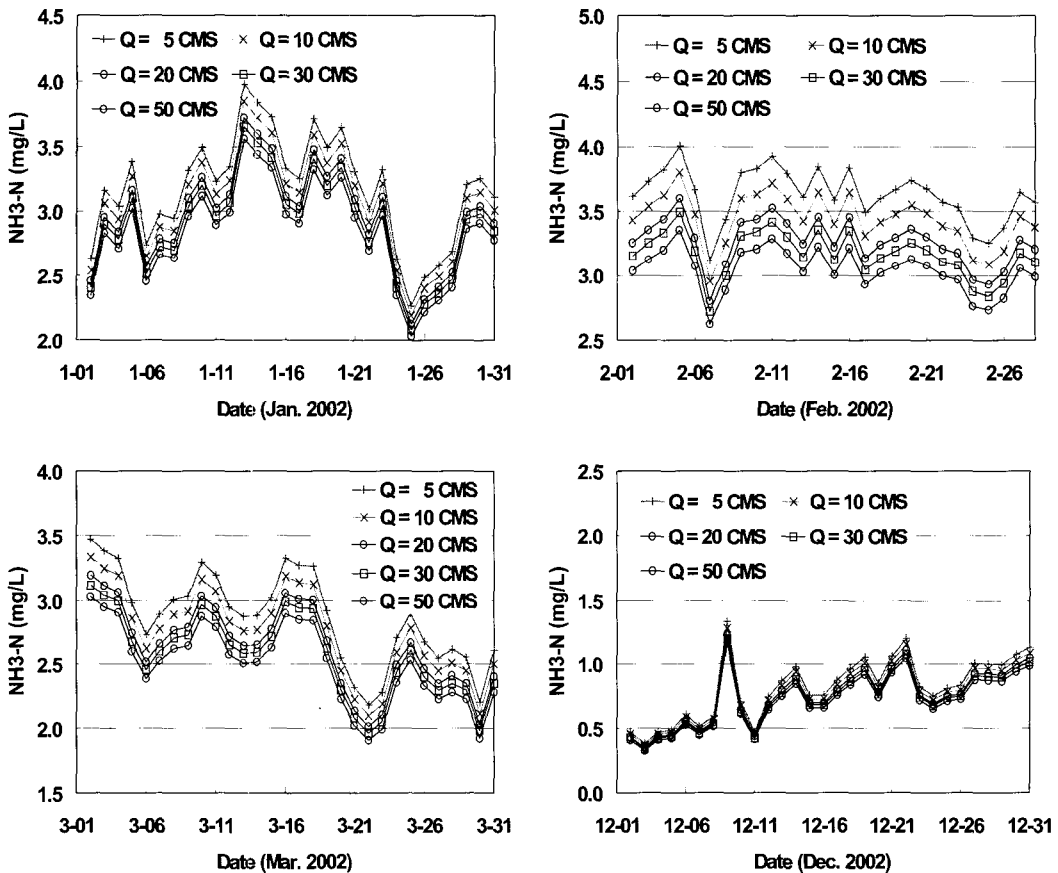 4.5
4.0
3.5
3.0
2.5
2.0
NH3-N (mg/L)
Q = 5 CMS
Q = 10 CMS
Q = 20 CMS
Q = 30 CMS
Q = 50 CMS
1-01 1-06 1-11 1-16 1-21 1-26 1-31
Date (Jan. 2002)
5.0
4.5
4.0
3.5
3.0
2.5
NH3-N (mg/L)
Q = 5 CMS
Q = 10 CMS
Q = 20 CMS
Q = 30 CMS
Q = 50 CMS
2-01 2-06 2-11 2-16 2-21 2-26
Date (Feb. 2002)
4.0
3.5
3.0
2.5
2.0
1.5
NH3-N (mg/L)
Q = 5 CMS
Q = 10 CMS
Q = 20 CMS
Q = 30 CMS
Q = 50 CMS
3-01 3-06 3-11 3-16 3-21 3-26 3-31
Date (Mar. 2002)
2.5
2.0
1.5
1.0
0.5
0.0
NH3-N (mg/L)
Q = 5 CMS
Q = 10 CMS
Q = 20 CMS
Q = 30 CMS
Q = 50 CMS
12-01 12-06 12-11 12-16 12-21 12-26 12-31
Date (Dec. 2002)